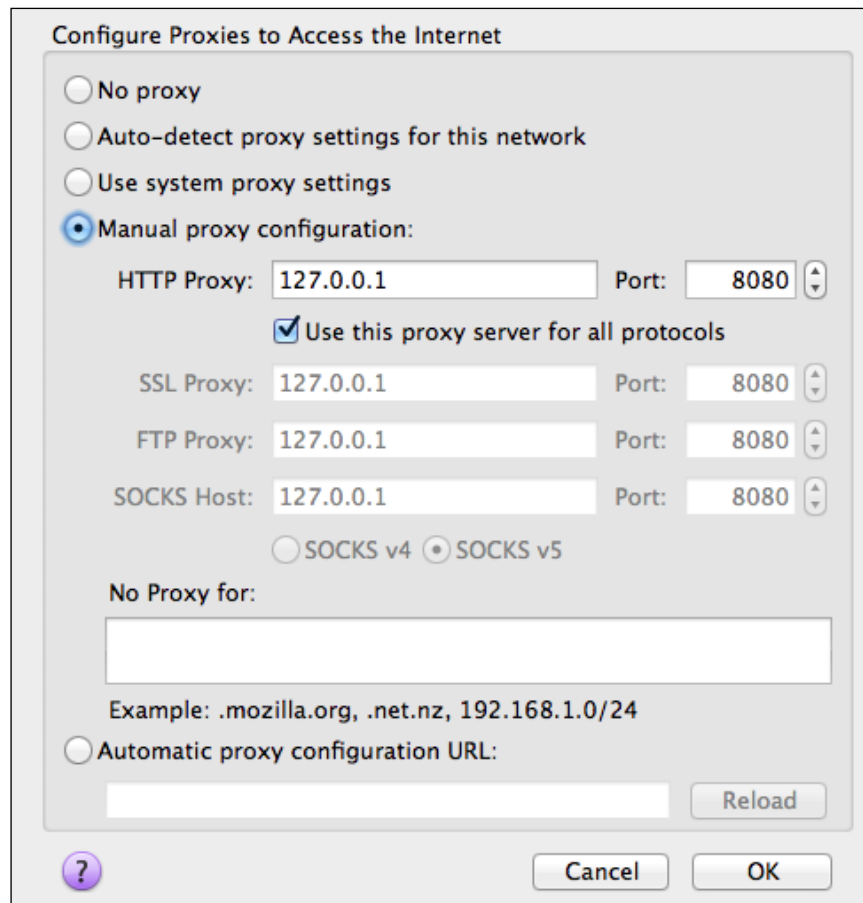 Configure Proxies to Access the Internet
No proxy
Auto-detect proxy settings for this network
Use system proxy settings
Manual proxy configuration:
HTTP Proxy: 127.0.0.1 Port: 8080
Use this proxy server for all protocols
SSL Proxy: 127.0.0.1 Port: 8080
FTP Proxy: 127.0.0.1 Port: 8080
SOCKS Host: 127.0.0.1 Port: 8080
SOCKS v4 SOCKS v5
No Proxy for:
Example: .mozilla.org, .net.nz, 192.168.1.0/24
Automatic proxy configuration URL:
Reload
? Cancel OK